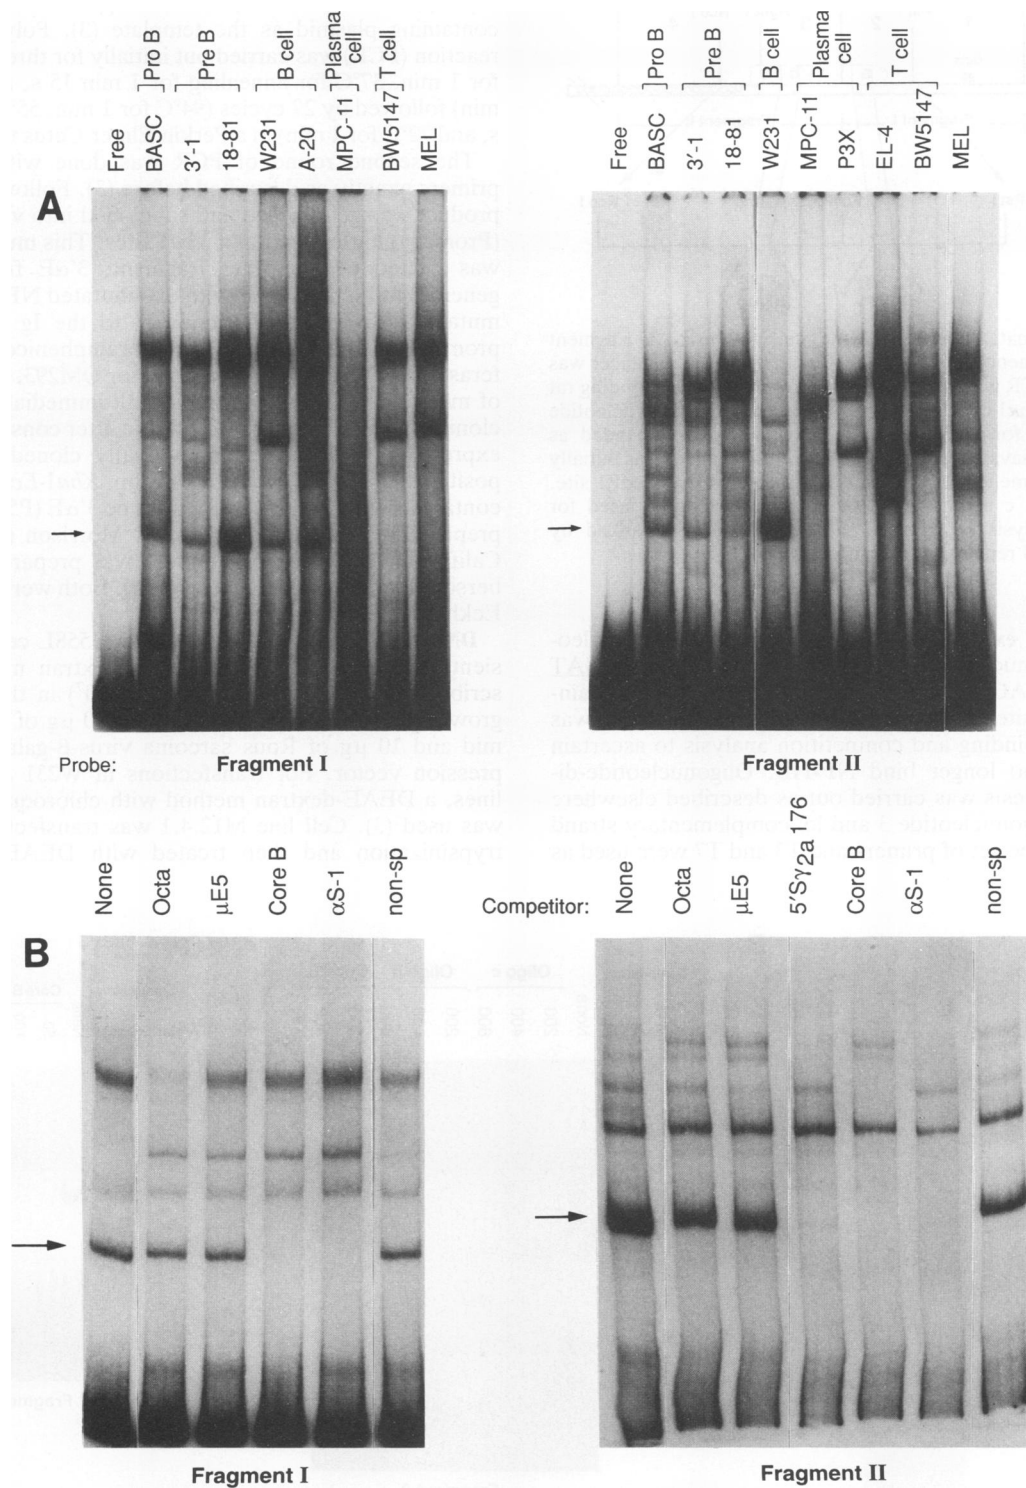 Pro B
Pre B
B cell
Plasma
cell
T cell
Free
BASC
3'-1
18-81
W231
A-20
MPC-11
BW5147
MEL
Pro B
Pre B
B cell
Plasma
cell
T cell
Free
BASC
3'-1
18-81
W231
MPC-11
P3X
EL-4
BW5147
MEL
A
Probe:
Fragment I
Fragment II
None
Octa
μE5
Core B
αS-1
non-sp
Competitor:
None
Octa
μE5
5'Sγ2a176
Core B
αS-1
non-sp
B
Fragment I
Fragment II